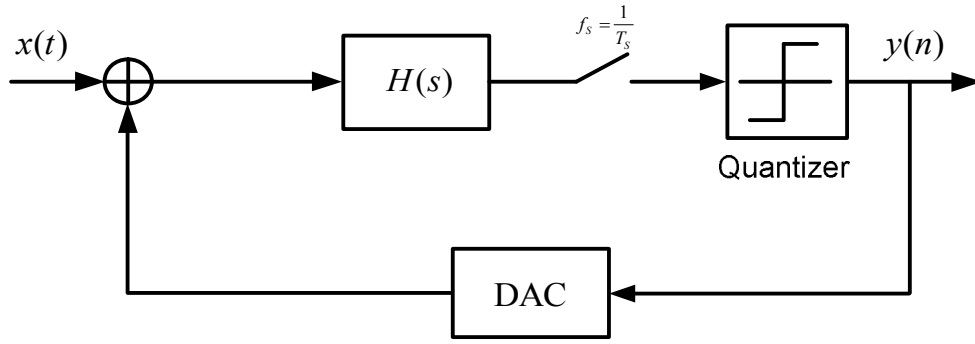 x(t)
H(s)
f_S = 1/T_S
y(n)
Quantizer
DAC